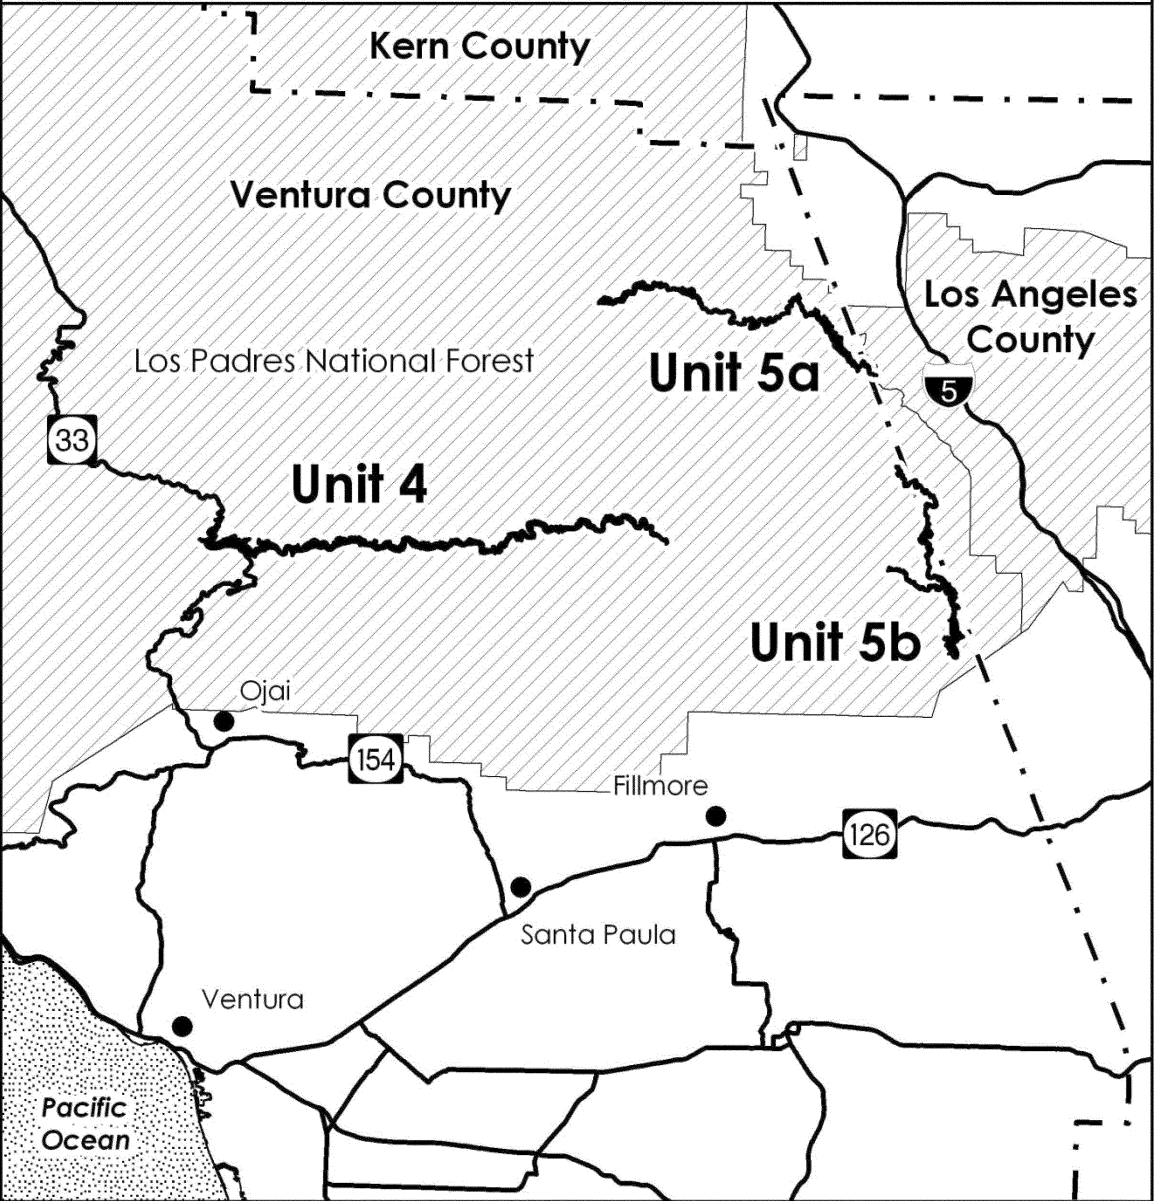 Kern County
Ventura County
Los Angeles
County
Los Padres National Forest
Unit 5a
5
33
Unit 4
Unit 5b
Ojai
154
Fillmore
126
Santa Paula
Ventura
Pacific
Ocean